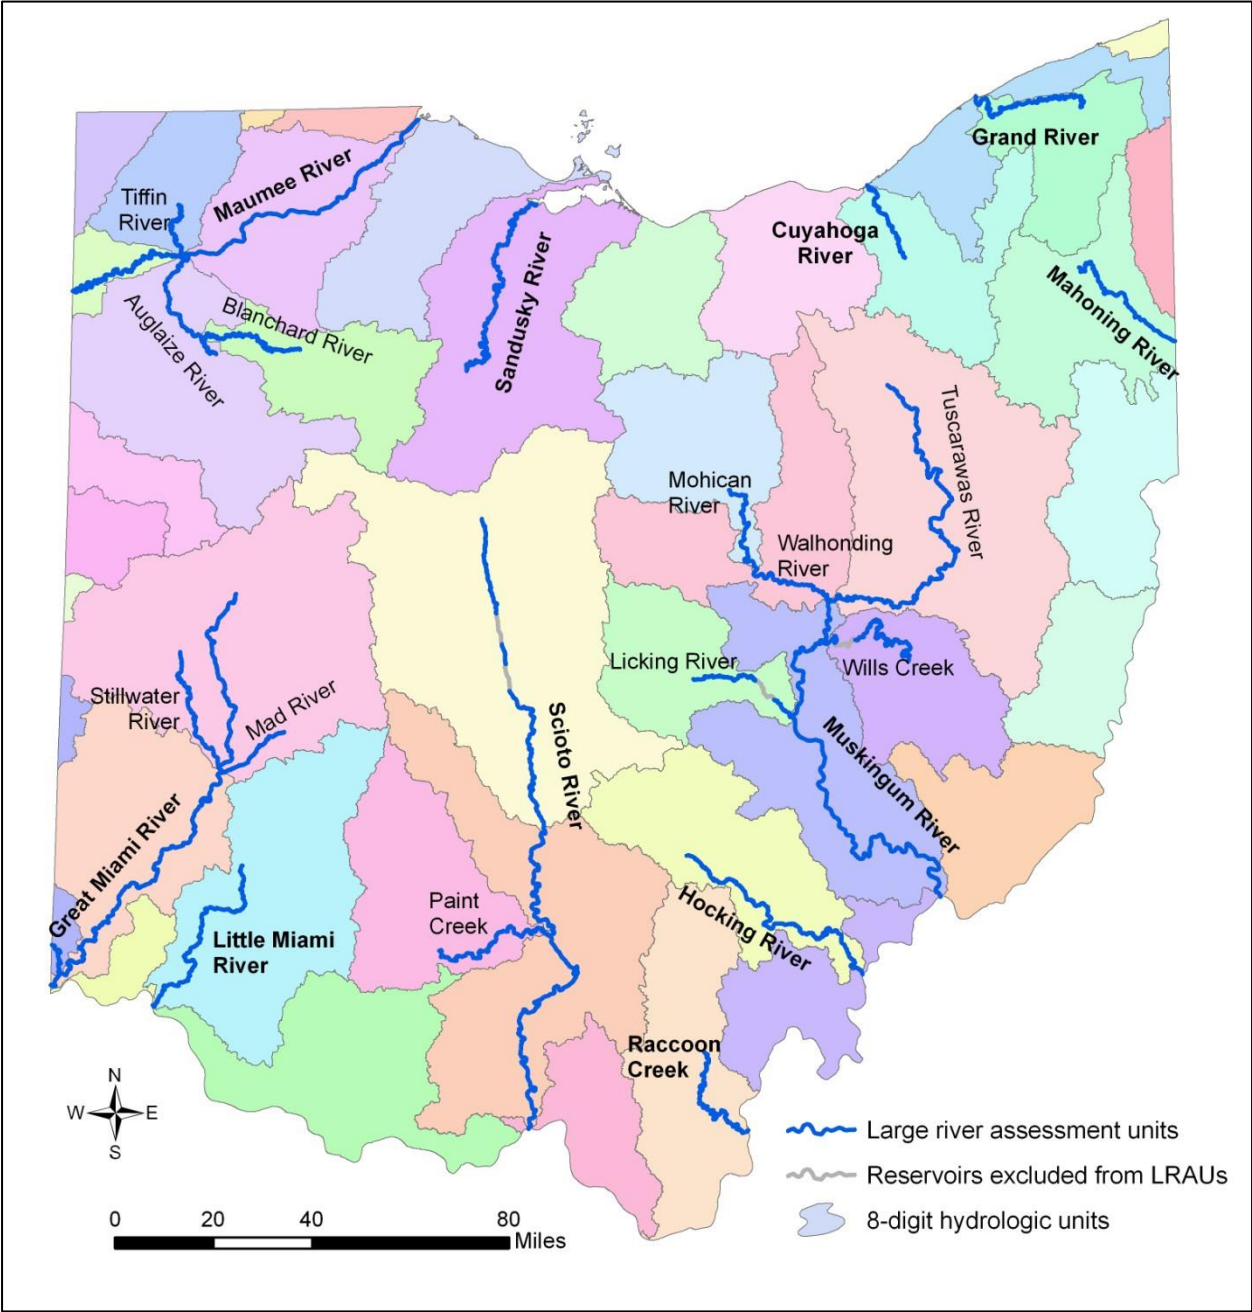 Grand River
Tiffin
River
Maumee River
Cuyahoga
River
Sandusky River
Mahoning River
Auglaize River
Blanchard River
Tuscarawas River
Mohican
River
Walhonding
River
Licking River
Wills Creek
Stillwater
River
Mad River
Scioto River
Muskingum River
Great Miami River
Paint
Creek
Hocking River
Little Miami
River
Raccoon
Creek
N
W
E
S
Large river assessment units
Reservoirs excluded from LRAUs
8-digit hydrologic units
0 20 40 80
Miles